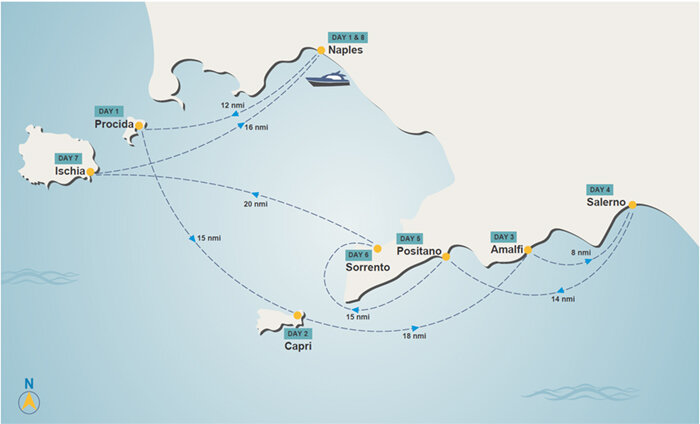 DAY 1 & 8
Naples
12 nmi
16 nmi
DAY 1
Procida
DAY 7
Ischia
20 nmi
15 nmi
DAY 4
Salerno
DAY 3
Amalfi
8 nmi
DAY 5
Positano
DAY 6
Sorrento
14 nmi
15 nmi
18 nmi
DAY 2
Capri
N